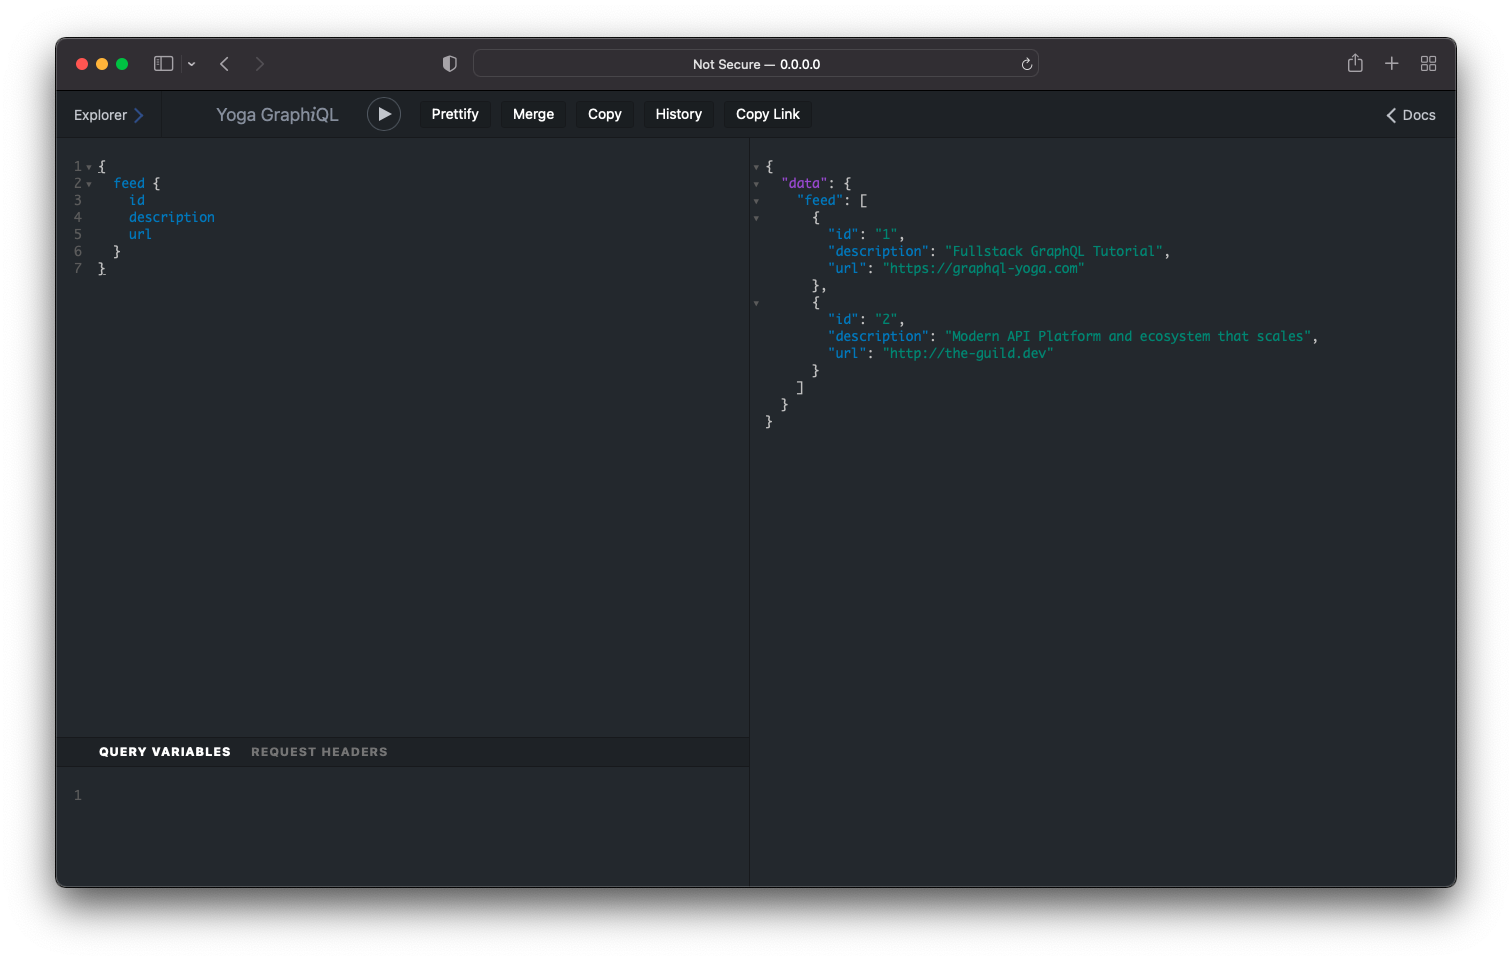 Not Secure — 0.0.0.0
Explorer
Yoga GraphiQL
Prettify
Merge
Copy
History
Copy Link
Docs
1 {
2   feed {
3     id
4     description
5     url
6   }
7 }
{
  "data": {
    "feed": [
      {
        "id": "1",
        "description": "Fullstack GraphQL Tutorial",
        "url": "https://graphql-yoga.com"
      },
      {
        "id": "2",
        "description": "Modern API Platform and ecosystem that scales",
        "url": "http://the-guild.dev"
      }
    ]
  }
}
QUERY VARIABLES
REQUEST HEADERS
1